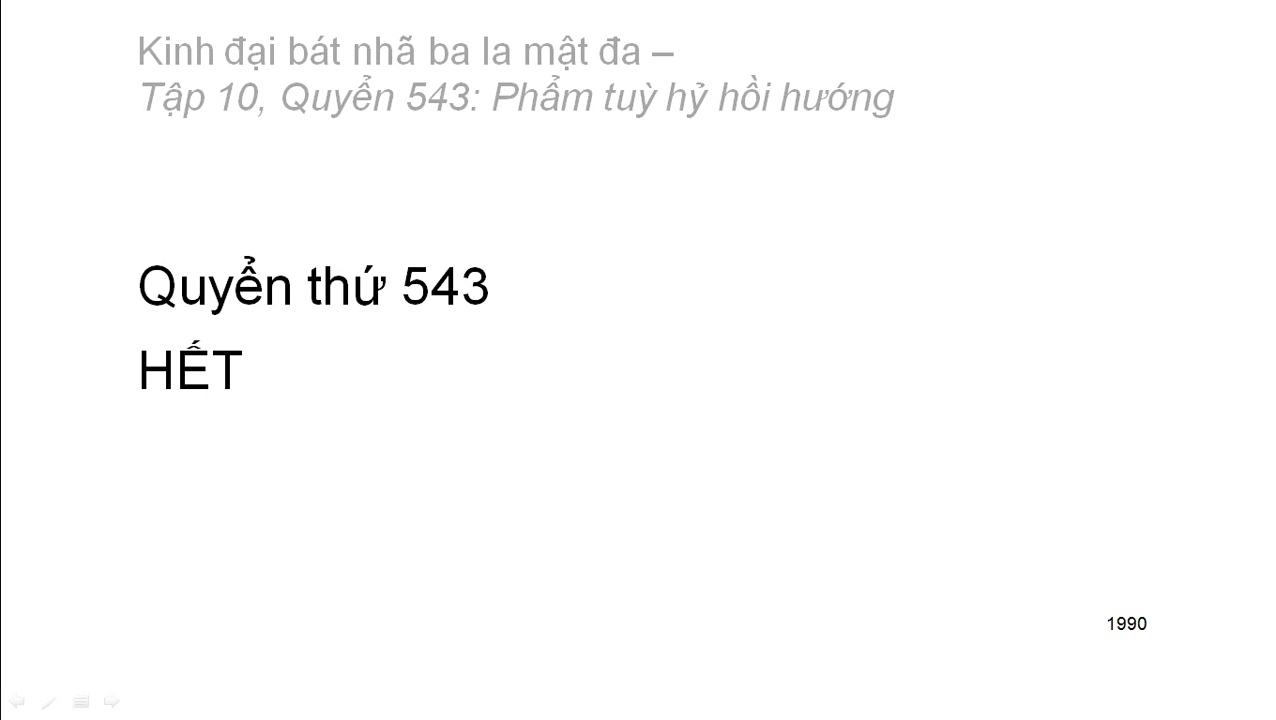 Kinh đại bát nhã ba la mật đa –
Tập 10, Quyển 543: Phẩm tuỳ hỷ hồi hướng
Quyển thứ 543
HẾT
1990